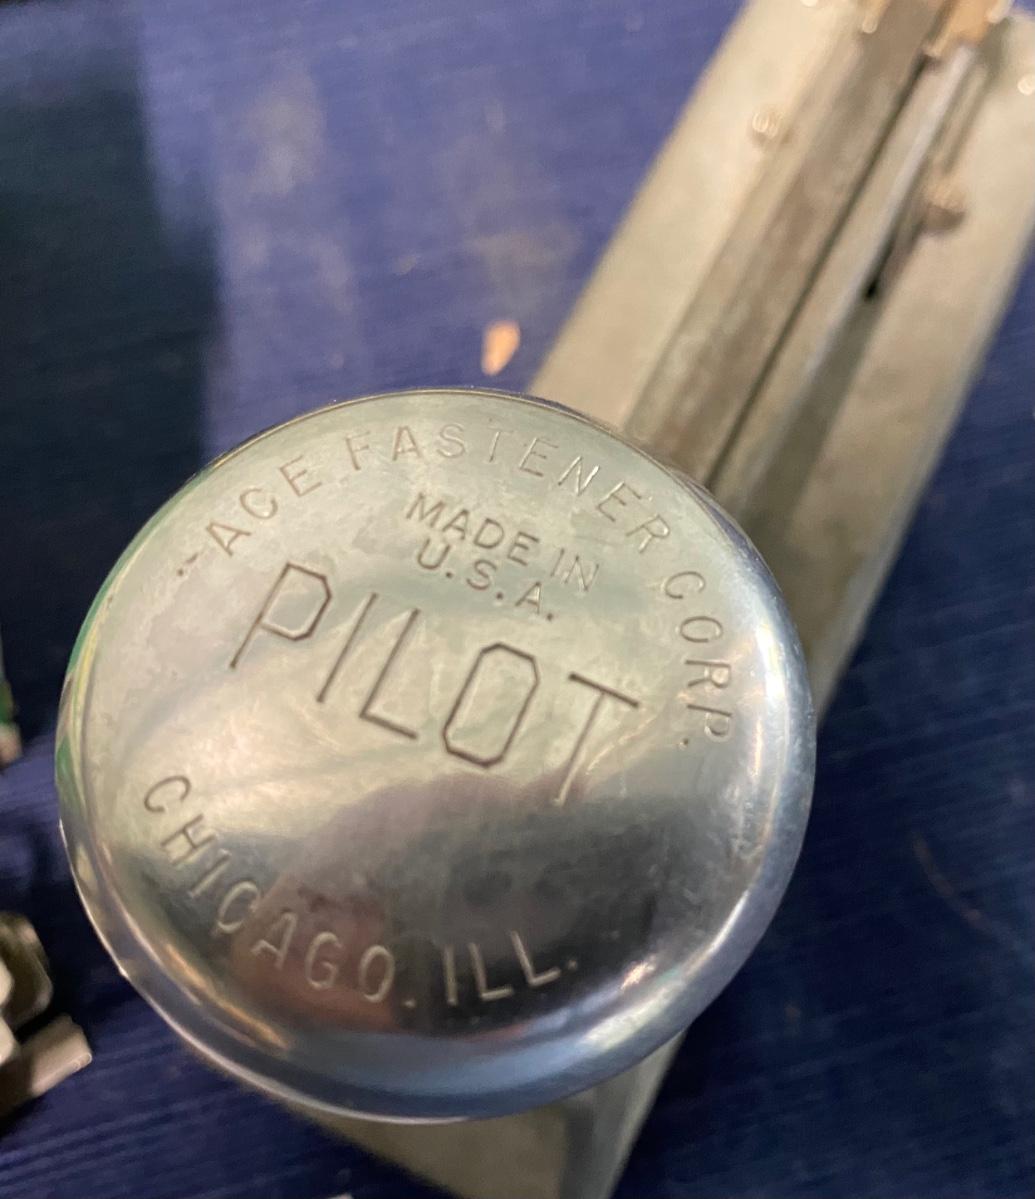 ACE FASTENER CORP.
MADE IN
U.S.A.
PILOT
CHICAGO. ILL.